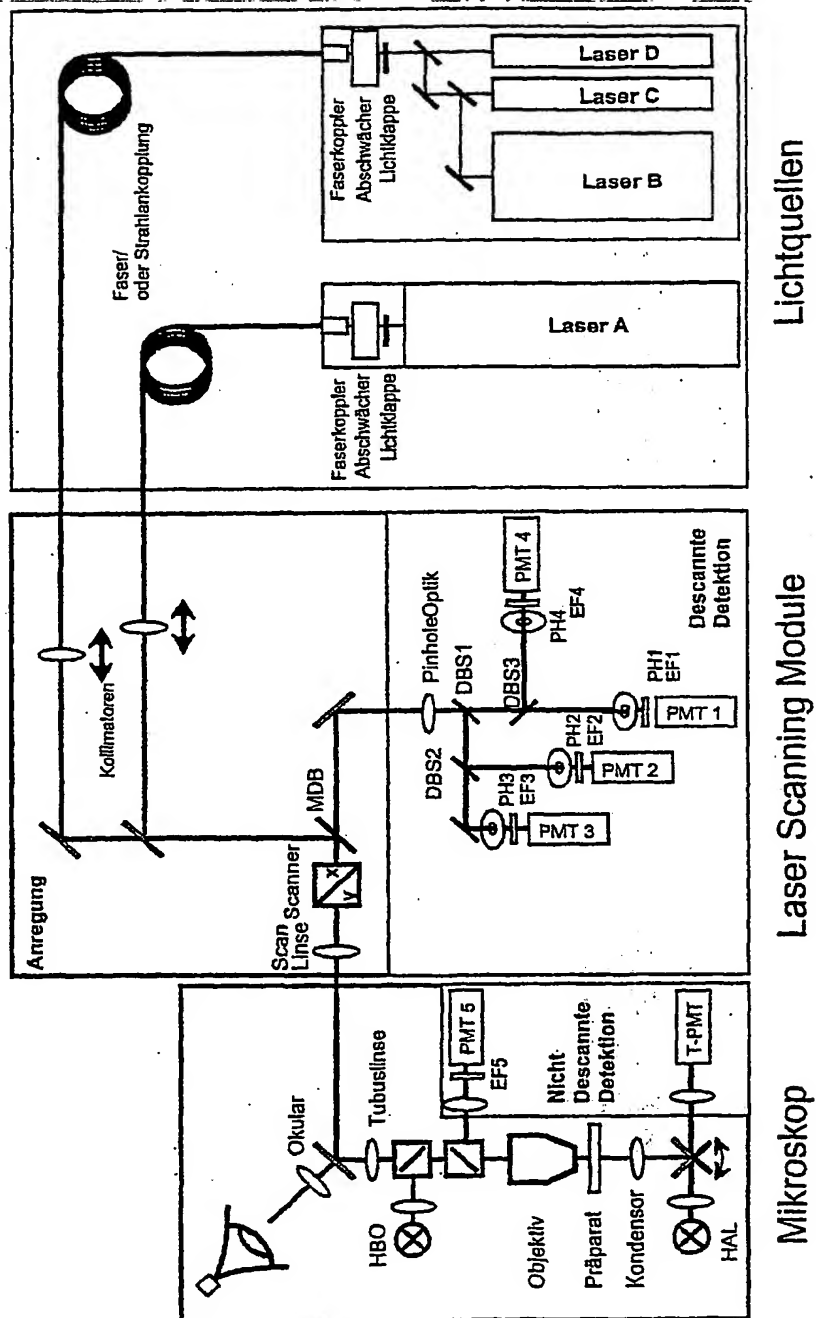 Lichtquellen
Laser Scanning Module
Mikroskop
Faser/
oder Strahlankopplung
Faserkoppler
Abschwächer
Lichtklappe
Laser D
Laser C
Laser B
Faserkoppler
Abschwächer
Lichtklappe
Laser A
Anregung
Kollimatoren
MDB
Scanner
x
y
Scan
Linse
PinholeOptik
DBS1
DBS2
DBS3
PMT 4
PH4
EF4
Descannte
Detektion
PH1
EF1
PMT 1
PH2
EF2
PMT 2
PH3
EF3
PMT 3
Okular
Tubuslinse
HBO
PMT 5
EF5
Nicht
Descannte
Detektion
Objektiv
Präparat
Kondensor
T-PMT
HAL